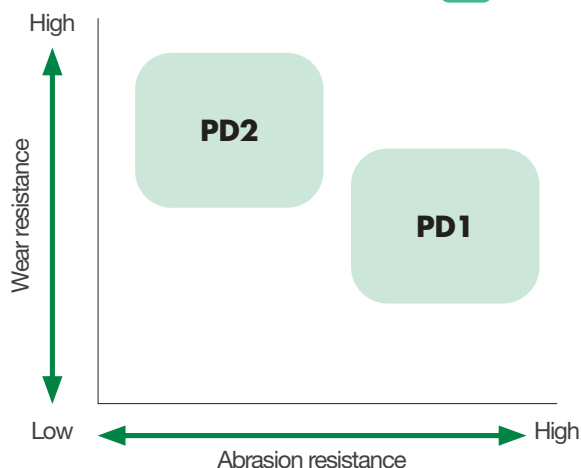 High
PD2
Wear resistance
PD1
Low
High
Abrasion resistance